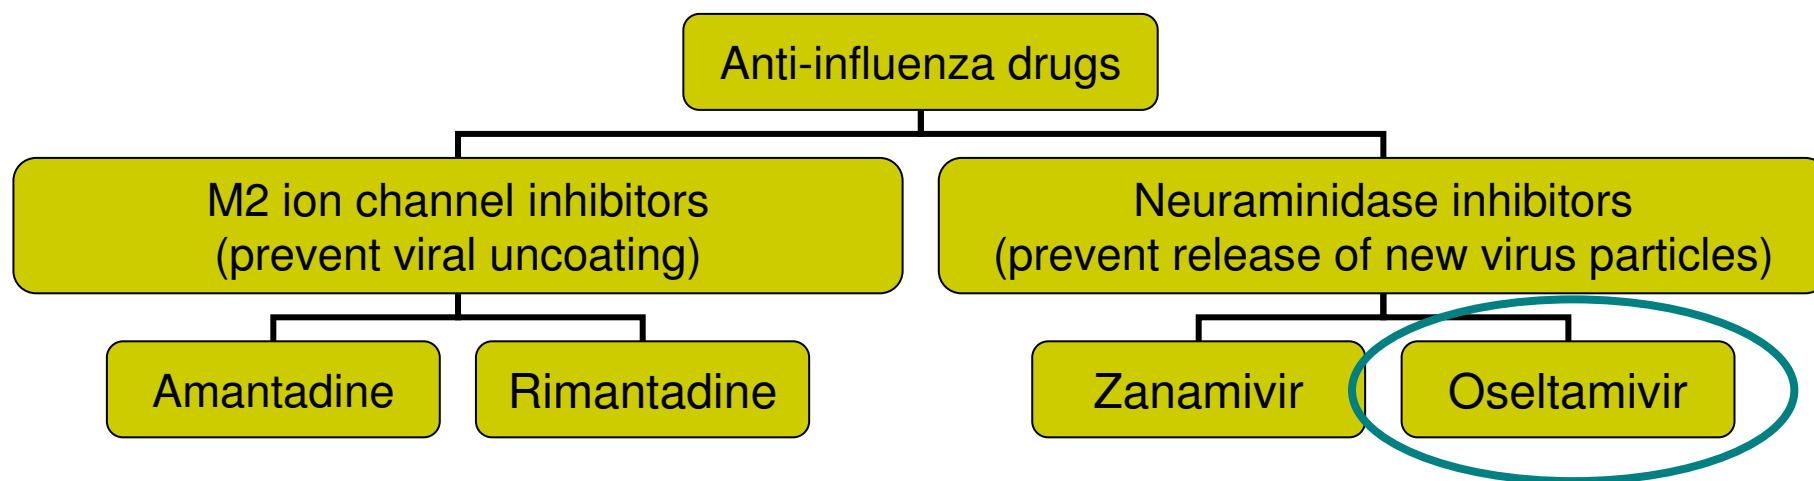 Anti-influenza drugs
M2 ion channel inhibitors
(prevent viral uncoating)
Neuraminidase inhibitors
(prevent release of new virus particles)
Amantadine
Rimantadine
Zanamivir
Oseltamivir